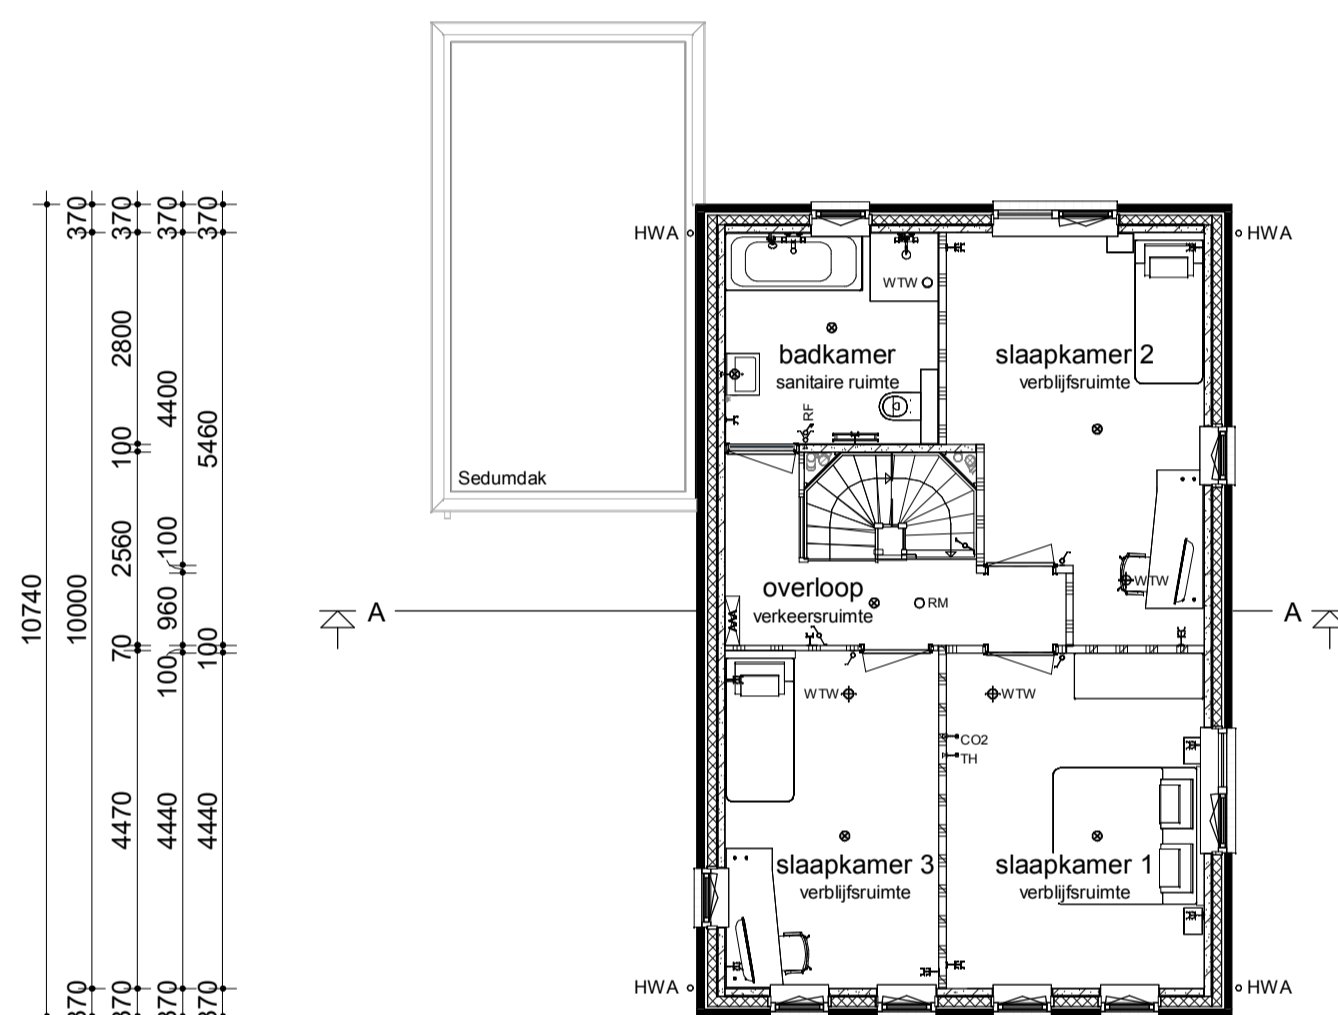 370
370
370
370
2800
4400
5460
100
2560
100
10740
10000
960
70
100
100
4470
4440
4440
370
370
370
370
Sedumdak
HWA
HWA
WTW
badkamer
sanitaire ruimte
slaapkamer 2
verblijfsruimte
RF
WTW
overloop
verkeersruimte
RM
A
A
WTW
WTW
CO2
TH
slaapkamer 3
verblijfsruimte
slaapkamer 1
verblijfsruimte
HWA
HWA